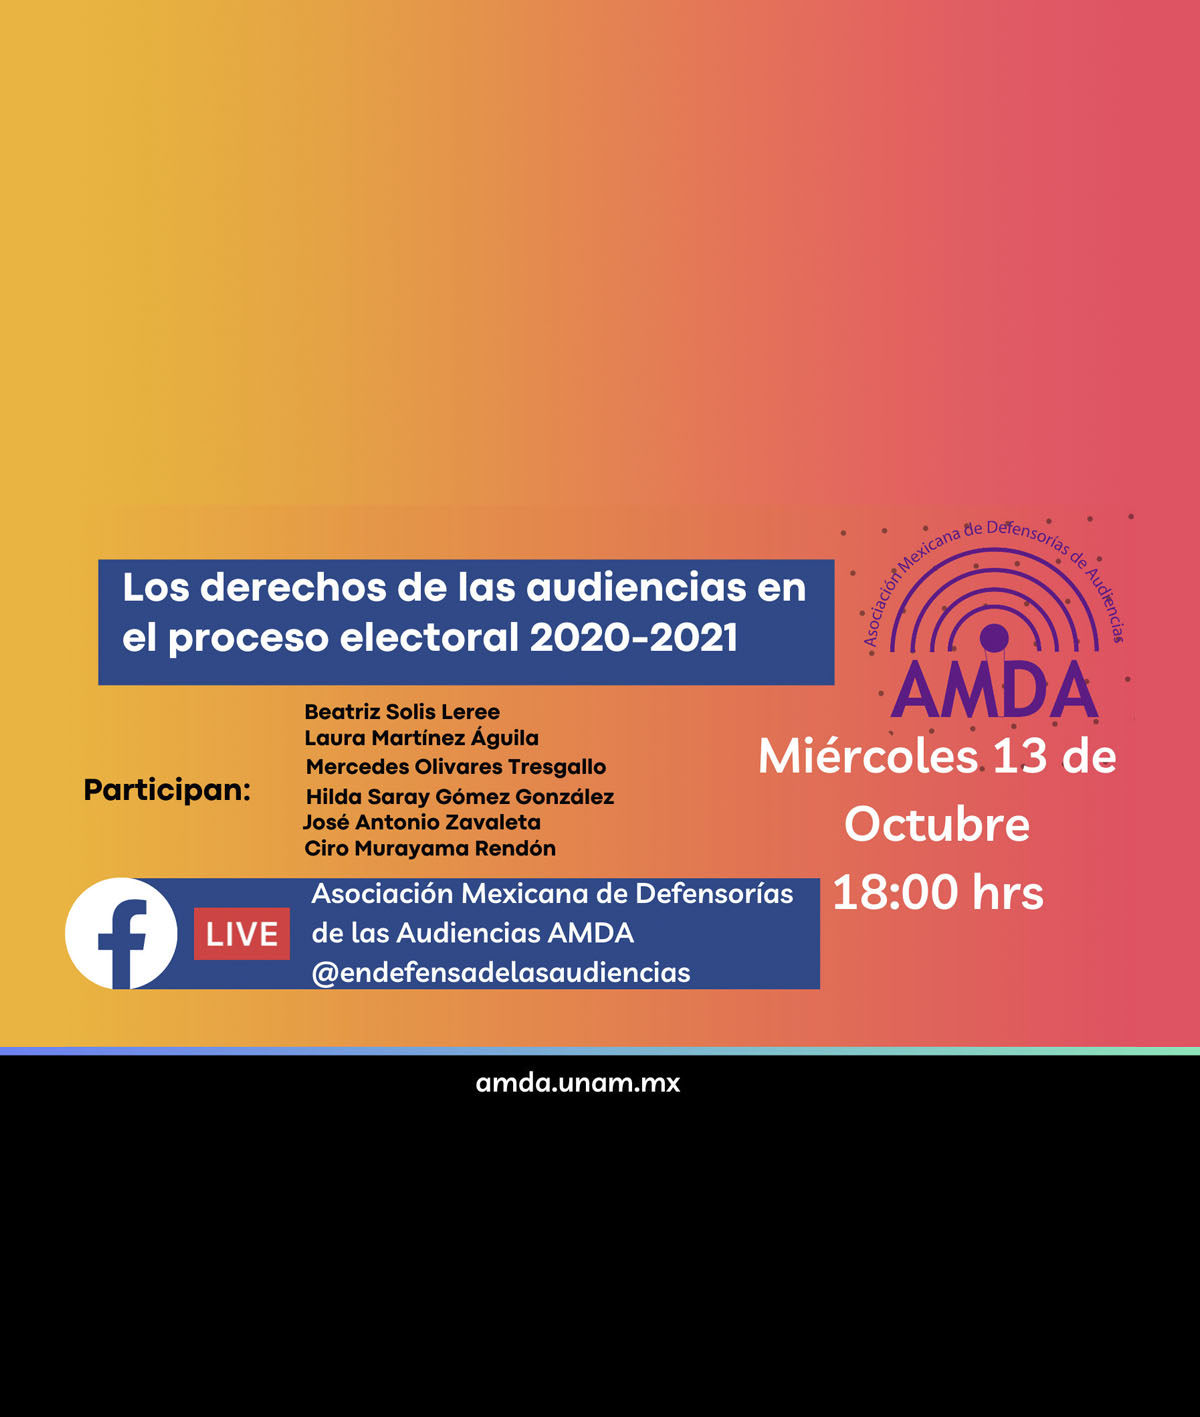 Asociación Mexicana de Defensorías de Audiencias
AMDA
Los derechos de las audiencias en
el proceso electoral 2020-2021
Participan:
Beatriz Solis Leree
Laura Martínez Águila
Mercedes Olivares Tresgallo
Hilda Saray Gómez González
José Antonio Zavaleta
Ciro Murayama Rendón
Miércoles 13 de
Octubre
18:00 hrs
LIVE
Asociación Mexicana de Defensorías
de las Audiencias AMDA
@endefensadelasaudiencias
amda.unam.mx